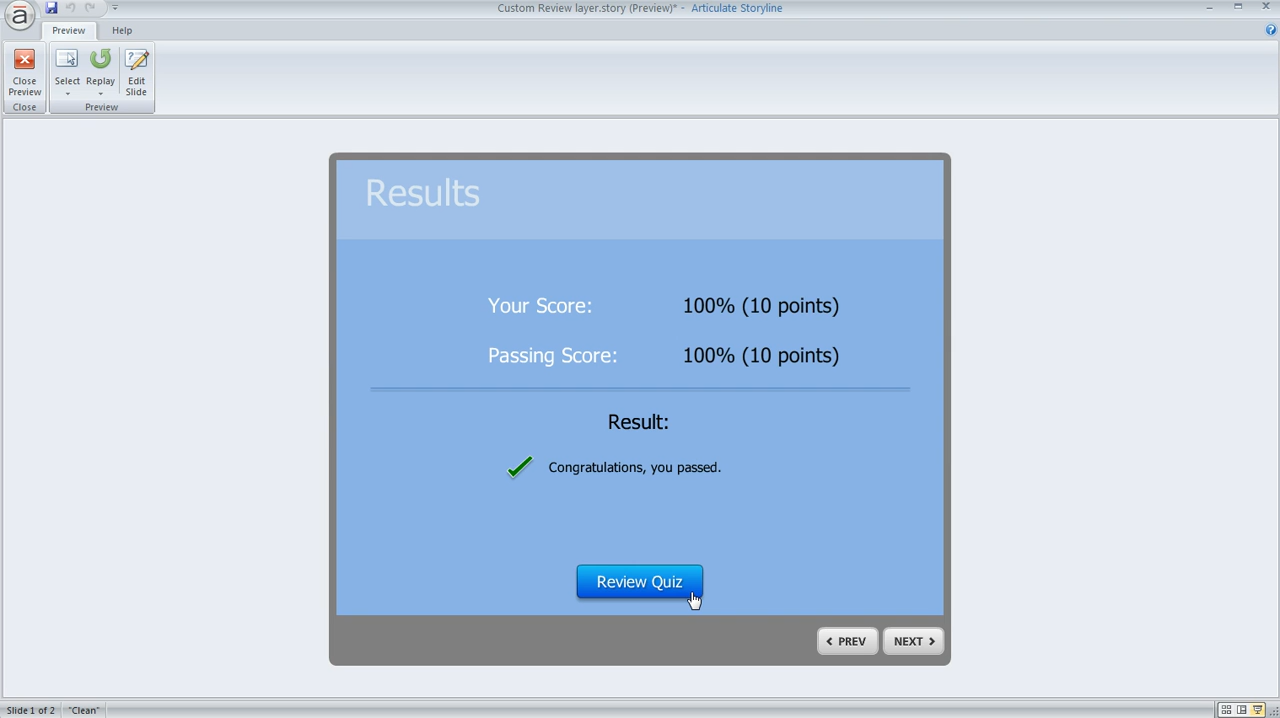 Custom Review layer.story (Preview)* - Articulate Storyline
Preview Help
Close Preview
Select
Replay
Edit Slide
Close
Preview
Results
Your Score: 100% (10 points)
Passing Score: 100% (10 points)
Result:
Congratulations, you passed.
Review Quiz
PREV NEXT
Slide 1 of 2 "Clean"